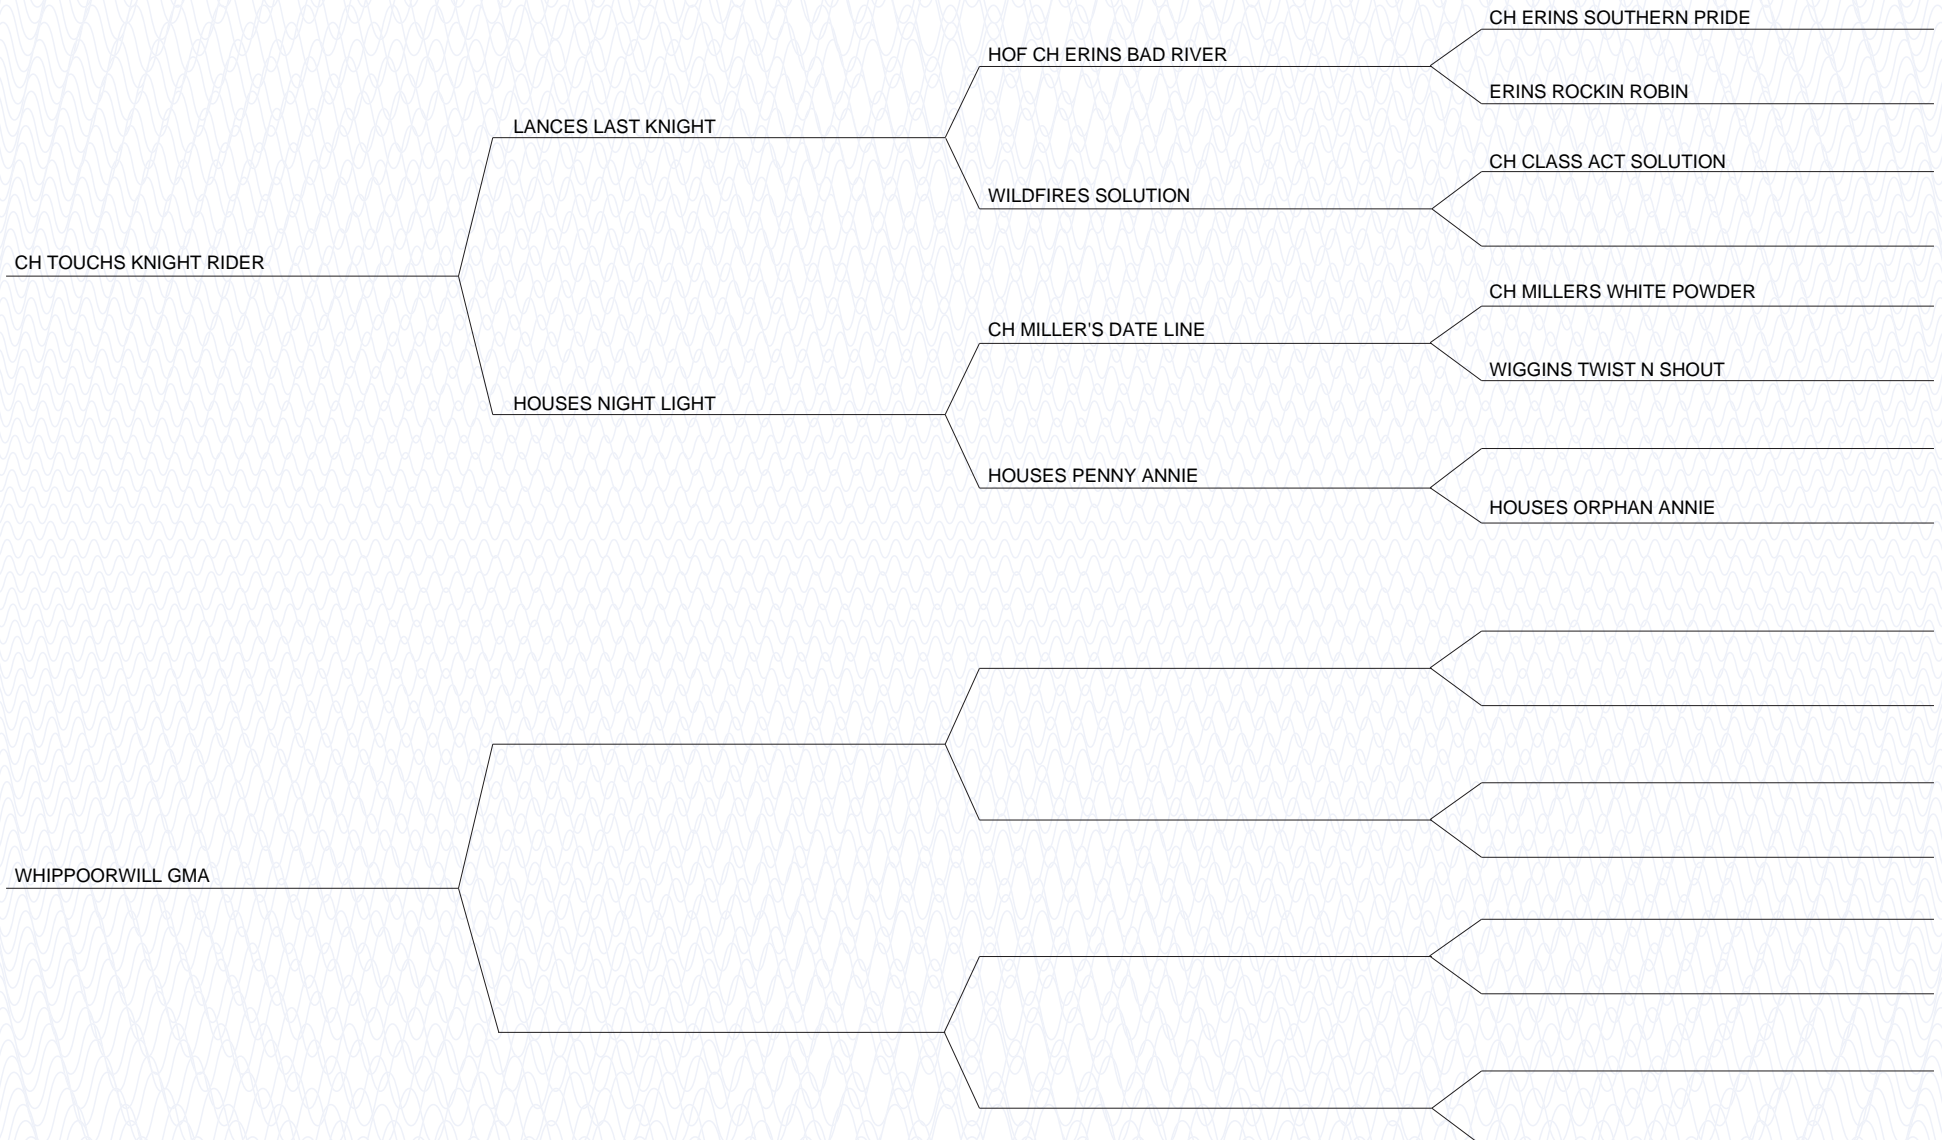 CH ERINS SOUTHERN PRIDE
HOF CH ERINS BAD RIVER
ERINS ROCKIN ROBIN
LANCES LAST KNIGHT
CH CLASS ACT SOLUTION
WILDFIRES SOLUTION
CH TOUCHS KNIGHT RIDER
CH MILLERS WHITE POWDER
CH MILLER'S DATE LINE
WIGGINS TWIST N SHOUT
HOUSES NIGHT LIGHT
HOUSES PENNY ANNIE
HOUSES ORPHAN ANNIE
WHIPPOORWILL GMA